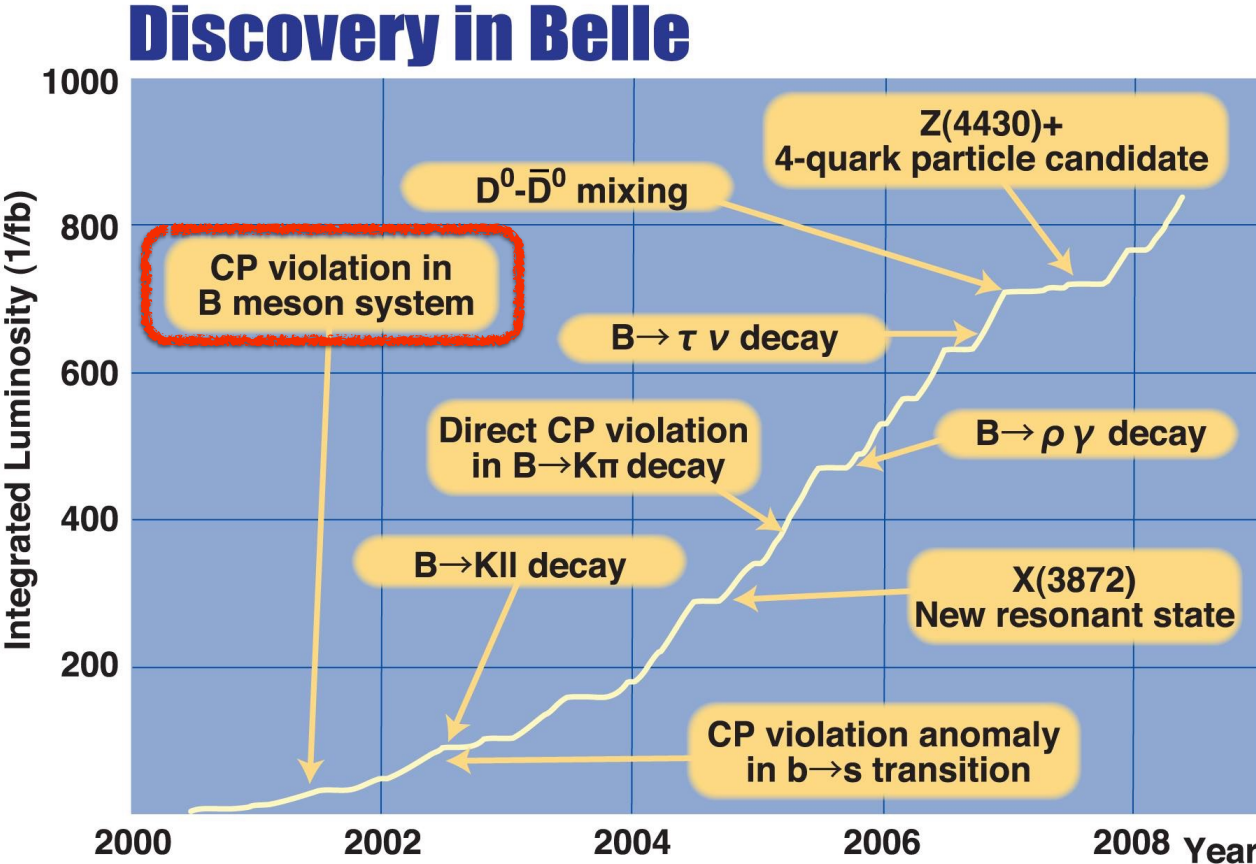 Discovery in Belle
Integrated Luminosity (1/fb)
1000
800
600
400
200
Z(4430)+
4-quark particle candidate
D⁰-D̅⁰ mixing
CP violation in
B meson system
B→τ ν decay
Direct CP violation
in B→Kπ decay
B→ρ γ decay
B→Kll decay
X(3872)
New resonant state
CP violation anomaly
in b→s transition
2000 2002 2004 2006 2008 Year